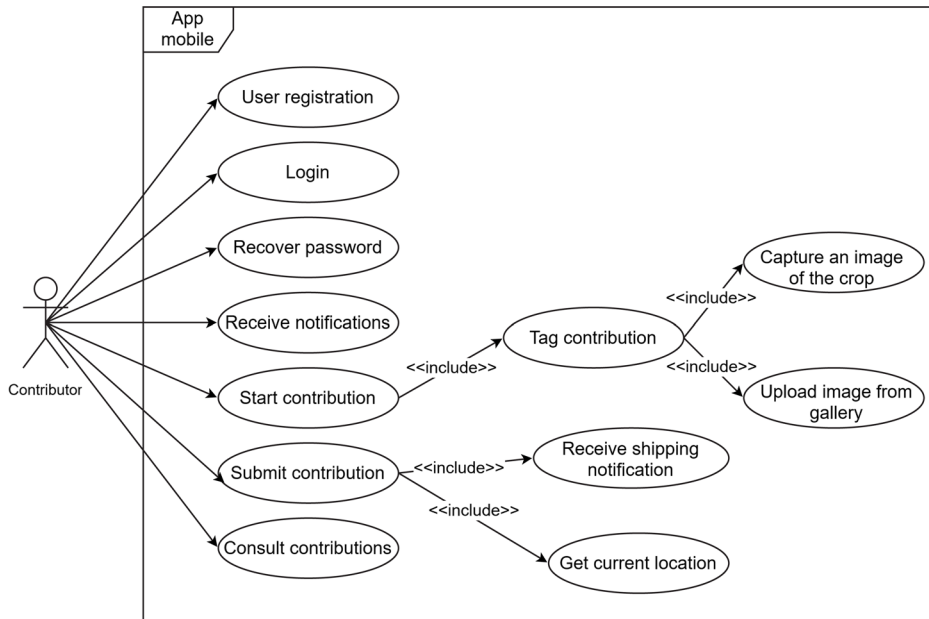 App
mobile
User registration
Login
Recover password
Receive notifications
Start contribution
Submit contribution
Consult contributions
Contributor
<<include>>
Tag contribution
<<include>>
Capture an image
of the crop
<<include>>
Upload image from
gallery
<<include>>
Receive shipping
notification
<<include>>
Get current location